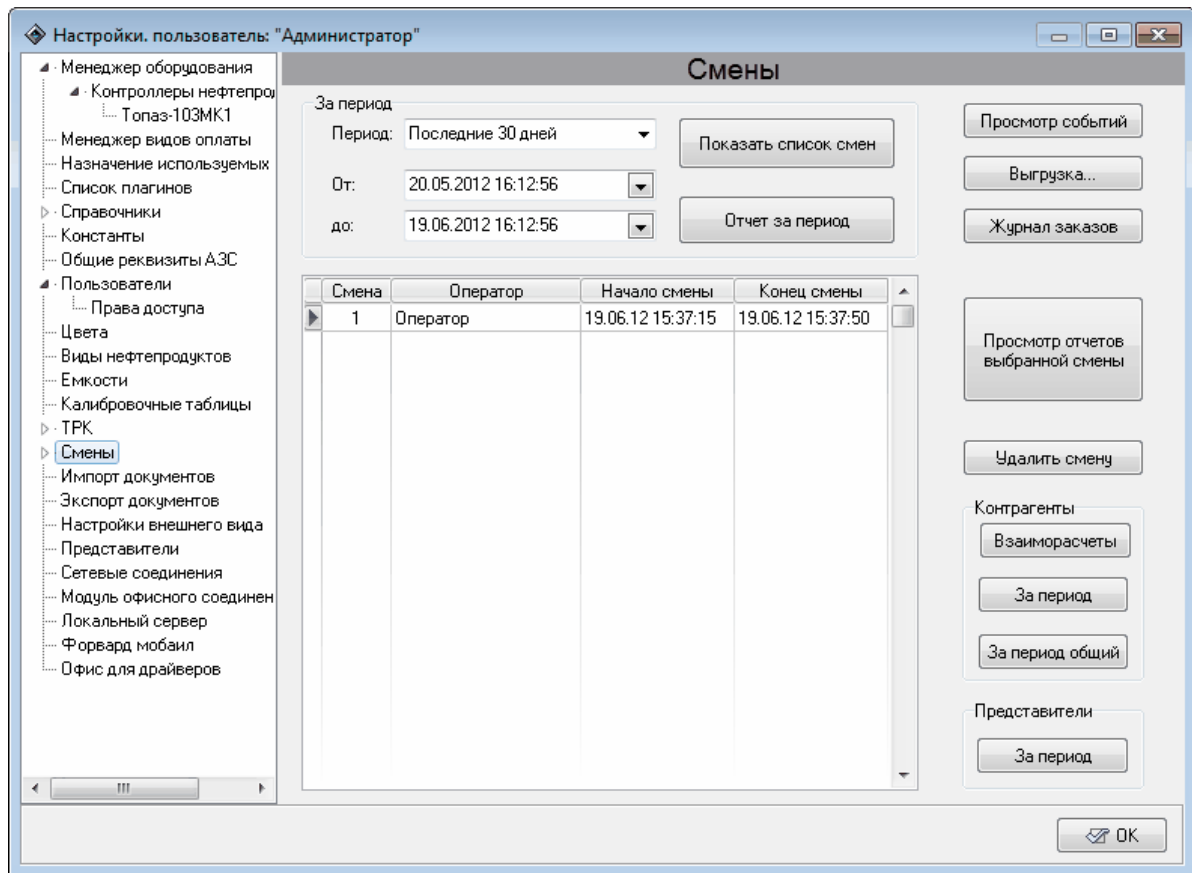 Настройки. пользователь: "Администратор"
Менеджер оборудования
Контроллеры нефтепрод
Топаз-103МК1
Менеджер видов оплаты
Назначение используемых
Список плагинов
Справочники
Константы
Общие реквизиты АЗС
Пользователи
Права доступа
Цвета
Виды нефтепродуктов
Емкости
Калибровочные таблицы
ТРК
Смены
Импорт документов
Экспорт документов
Настройки внешнего вида
Представители
Сетевые соединения
Модуль офисного соединен
Локальный сервер
Форвард мобаил
Офис для драйверов
Смены
За период
Период: Последние 30 дней
От: 20.05.2012 16:12:56
до: 19.06.2012 16:12:56
Показать список смен
Отчет за период
Смена Оператор Начало смены Конец смены
1 Оператор 19.06.12 15:37:15 19.06.12 15:37:50
Просмотр событий
Выгрузка...
Журнал заказов
Просмотр отчетов
выбранной смены
Удалить смену
Контрагенты
Взаиморасчеты
За период
За период общий
Представители
За период
OK